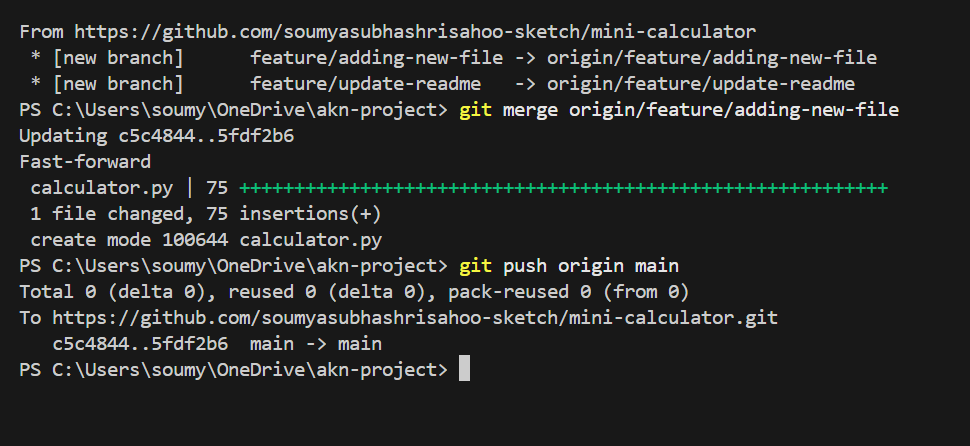 From https://github.com/soumyasubhashrisahoo-sketch/mini-calculator
 * [new branch]      feature/adding-new-file -> origin/feature/adding-new-file
 * [new branch]      feature/update-readme   -> origin/feature/update-readme
PS C:\Users\soumy\OneDrive\akn-project> git merge origin/feature/adding-new-file
Updating c5c4844..5fdf2b6
Fast-forward
 calculator.py | 75 +++++++++++++++++++++++++++++++++++++++++++++++++++++++++++
 1 file changed, 75 insertions(+)
 create mode 100644 calculator.py
PS C:\Users\soumy\OneDrive\akn-project> git push origin main
Total 0 (delta 0), reused 0 (delta 0), pack-reused 0 (from 0)
To https://github.com/soumyasubhashrisahoo-sketch/mini-calculator.git
   c5c4844..5fdf2b6  main -> main
PS C:\Users\soumy\OneDrive\akn-project>